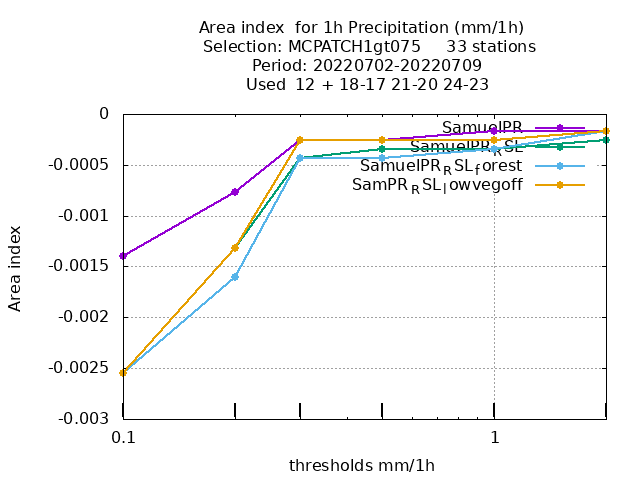 Area index  for 1h Precipitation (mm/1h)
Selection: MCPATCH1gt075     33 stations
Period: 20220702-20220709
Used  12 + 18-17 21-20 24-23
0
-0.0005
-0.001
-0.0015
-0.002
-0.0025
-0.003
Area index
SamuelPR
SamuelPR_RSL
SamuelPR_RSL_forest
SamPR_RSL_lowvegoff
0.1
1
thresholds mm/1h